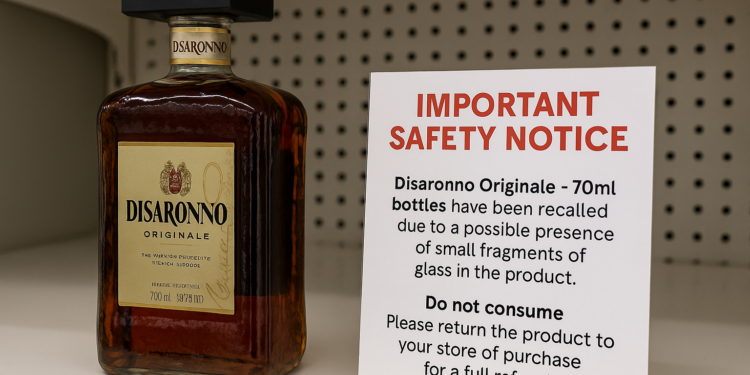 DISARONNO
DISARONNO
ORIGINALE
700 ml
IMPORTANT
SAFETY NOTICE
Disaronno Originale - 70ml
bottles have been recalled
due to a possible presence
of small fragments of
glass in the product.
Do not consume
Please return the product to
your store of purchase
for a full